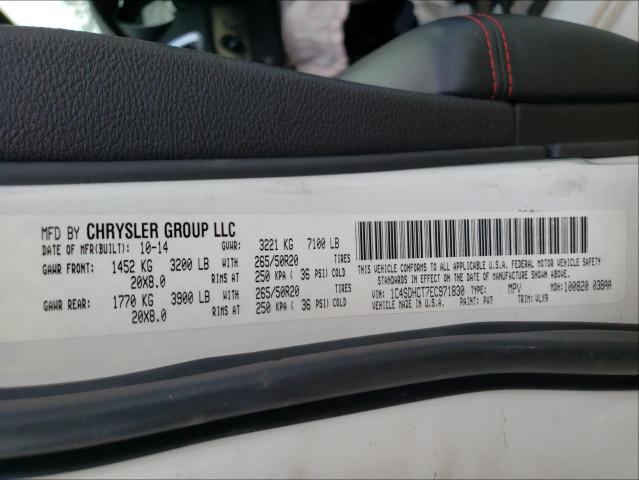 MFD BY CHRYSLER GROUP LLC
DATE OF MFR(BUILT): 10-14 GVWR: 3221 KG 7100 LB
GAWR FRONT: 1452 KG 3200 LB WITH 265/50R20 TIRES
20X8.0 RIMS AT 250 KPA ( 36 PSI) COLD
GAWR REAR: 1770 KG 3900 LB WITH 265/50R20 TIRES
20X8.0 RIMS AT 250 KPA ( 36 PSI) COLD
THIS VEHICLE CONFORMS TO ALL APPLICABLE U.S.A. FEDERAL MOTOR VEHICLE SAFETY
STANDARDS IN EFFECT ON THE DATE OF MANUFACTURE SHOWN ABOVE.
VIN: 1C4SDHCT7EC971830 TYPE: MPV MDH: 100820 038AA
VEHICLE MADE IN U.S.A. PAINT: PW7 TRIM: VLX9